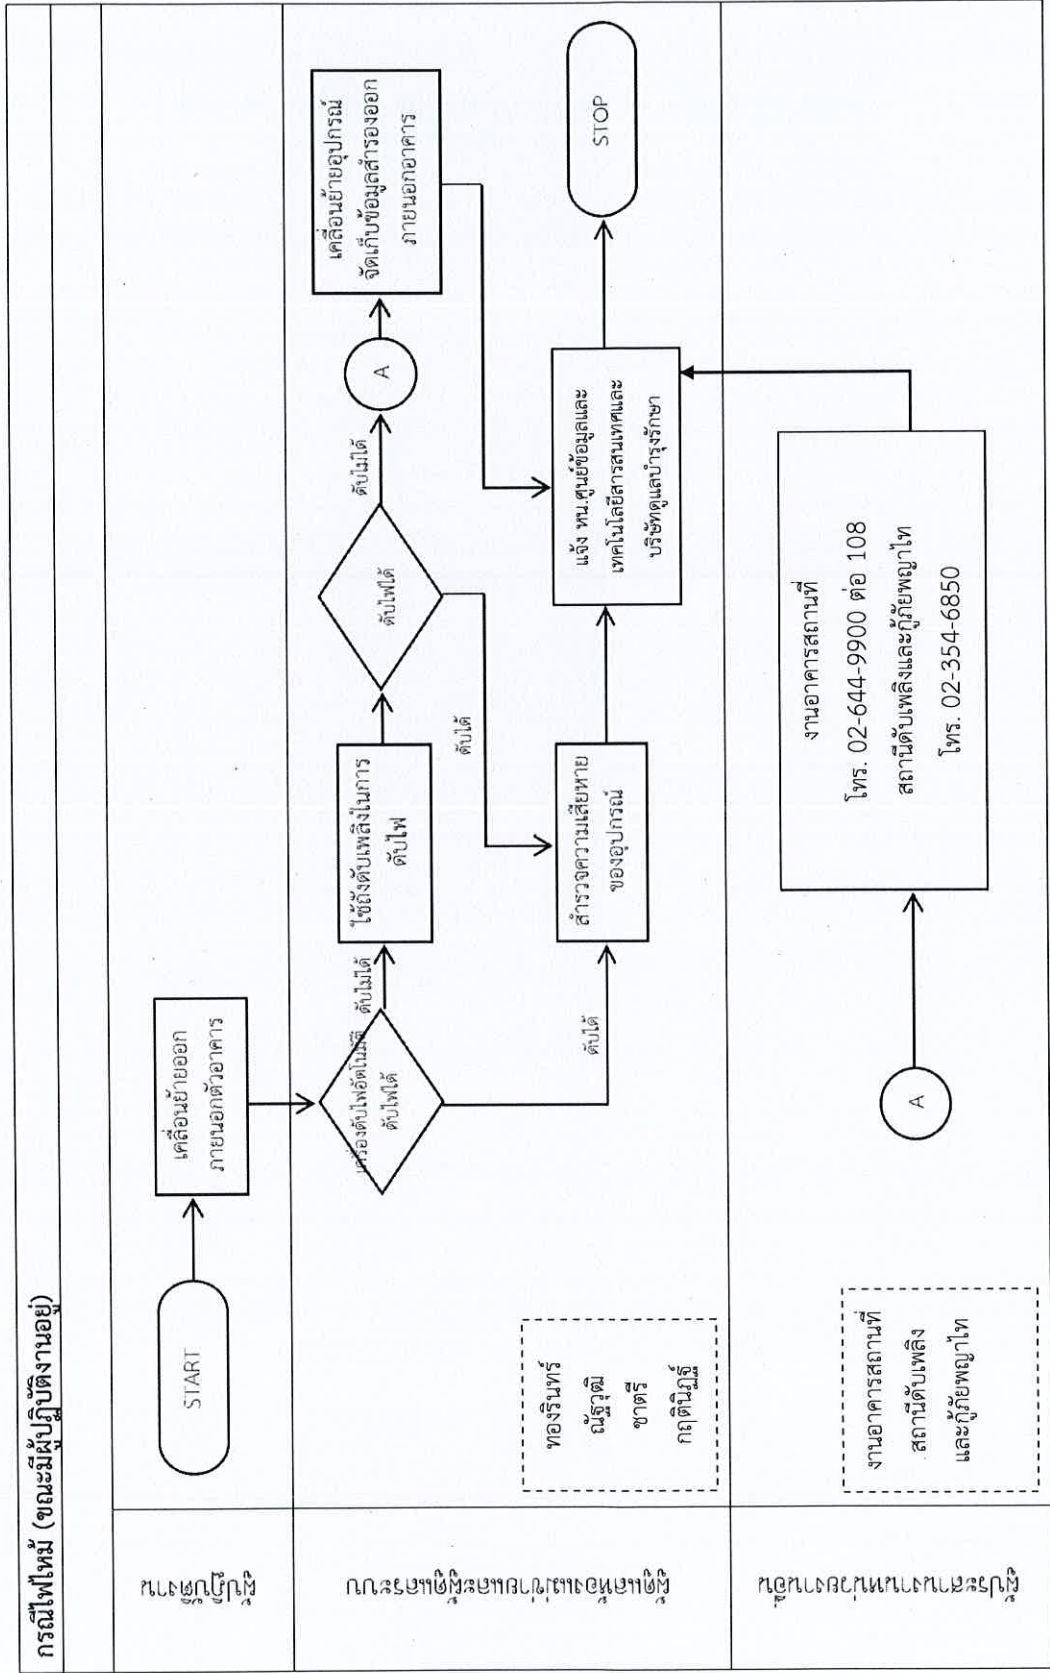 กรณีไฟไหม้ (ขณะมีผู้ปฏิบัติงานอยู่)
ผู้ปฏิบัติงาน
START
เคลื่อนย้ายออก
ภายนอกตัวอาคาร
ผู้ดูแลห้องแม่ข่ายและผู้ดูแลระบบ
เครื่องดับไฟอัตโนมัติ
ดับไฟได้
ดับไม่ได้
ใช้ถังดับเพลิงในการ
ดับไฟ
ดับไฟได้
ดับไม่ได้
A
เคลื่อนย้ายอุปกรณ์
จัดเก็บข้อมูลสำรองออก
ภายนอกอาคาร
ดับได้
ดับได้
ทองรินทร์
ณัฐวุฒิ
ชาตรี
กฤติณัฏฐ์
สำรวจความเสียหาย
ของอุปกรณ์
แจ้ง หน.ศูนย์ข้อมูลและ
เทคโนโลยีสารสนเทศและ
บริษัทดูแลบำรุงรักษา
STOP
ผู้ประสานงานหน่วยงานอื่น
งานอาคารสถานที่
สถานีดับเพลิง
และกู้ภัยพญาไท
A
งานอาคารสถานที่
โทร. 02-644-9900 ต่อ 108
สถานีดับเพลิงและกู้ภัยพญาไท
โทร. 02-354-6850